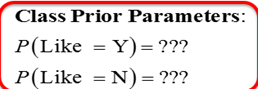 Class Prior Parameters:
P(Like = Y) = ???
P(Like = N) = ???